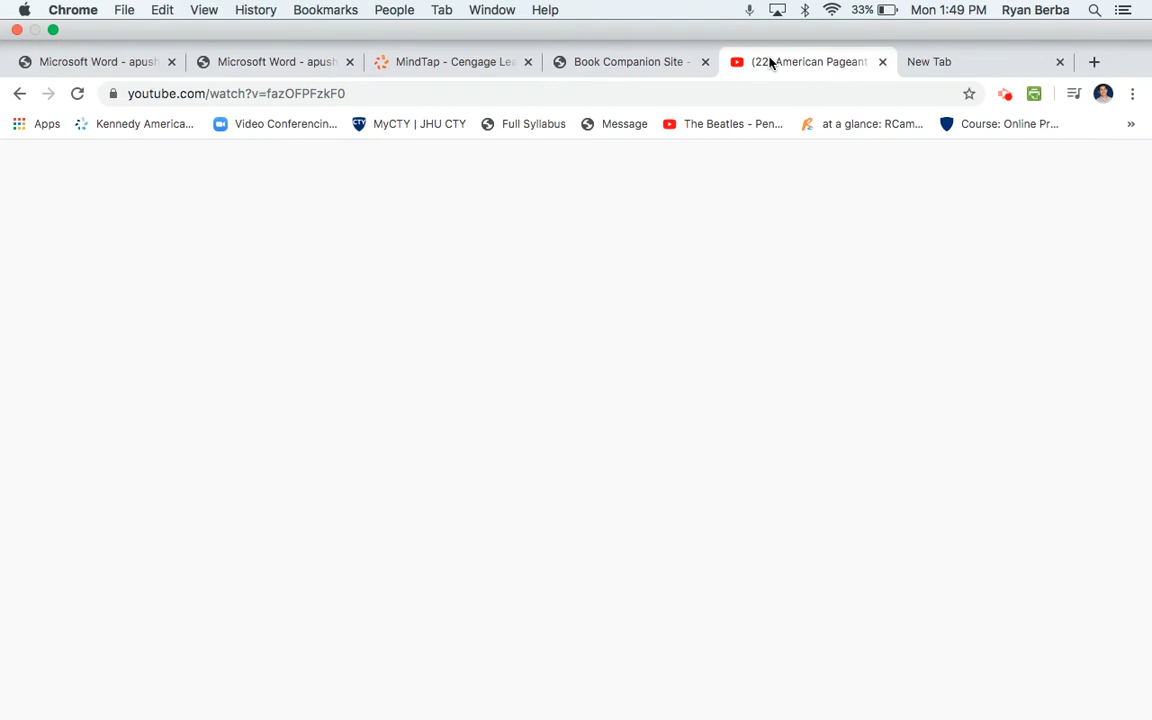 Chrome File Edit View History Bookmarks People Tab Window Help 33% Mon 1:49 PM Ryan Berba
Microsoft Word - apush Microsoft Word - apush MindTap - Cengage Lea Book Companion Site - (22) American Pageant New Tab
youtube.com/watch?v=fazOFPFzkF0
Apps Kennedy America... Video Conferencin... MyCTY | JHU CTY Full Syllabus Message The Beatles - Pen... at a glance: RCam... Course: Online Pr... »